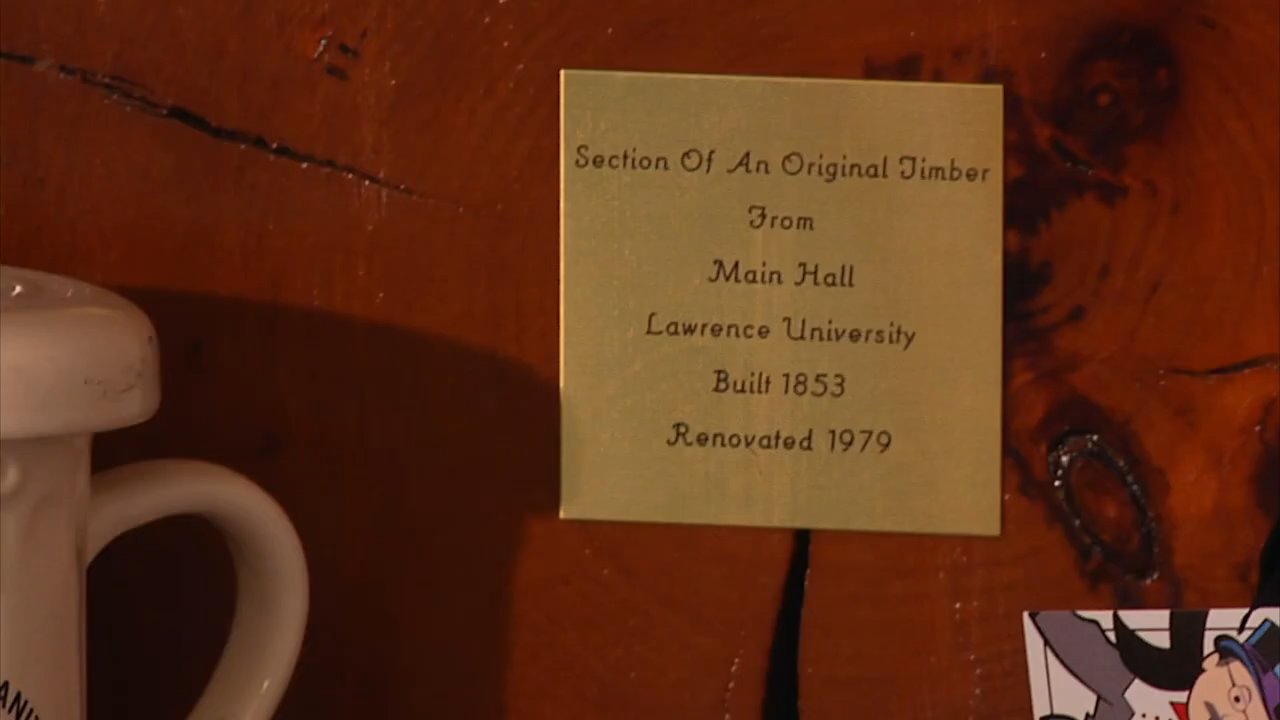 Section Of An Original Timber
From
Main Hall
Lawrence University
Built 1853
Renovated 1979